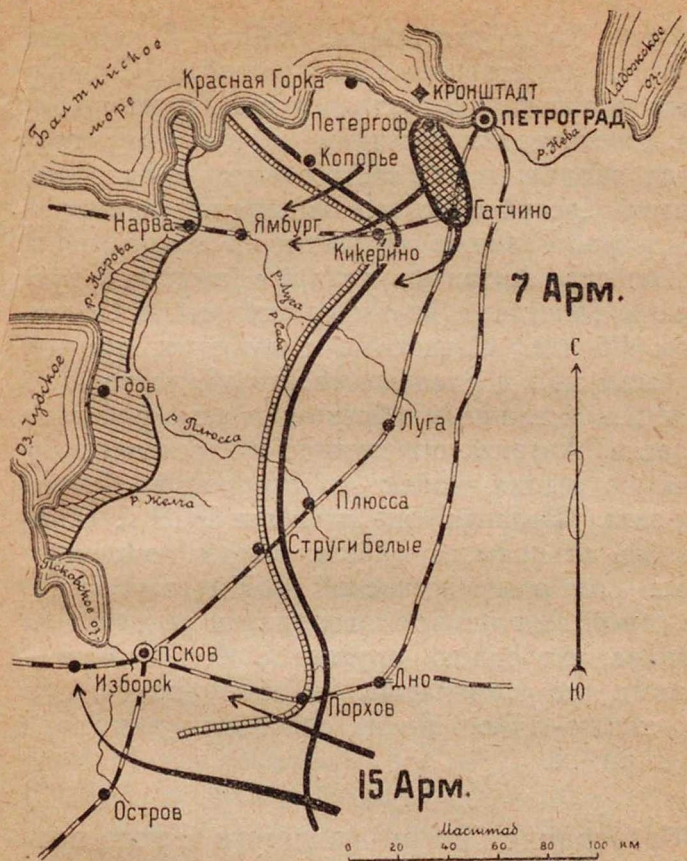 Балтийское
море
Ладожское
оз.
Красная Горка
КРОНШТАДТ
Петергоф
ПЕТРОГРАД
р. Нева
Копорье
Нарва
Ямбург
Гатчино
Кикерино
р. Нарова
р. Луга
р. Саба
7 Арм.
С
Оз. Чудское
Гдов
р. Плюсса
Луга
Плюсса
р. Желча
Струги Белые
Псковское оз.
ПСКОВ
Изборск
Дно
Порхов
Ю
15 Арм.
Остров
Масштаб
0 20 40 60 80 100 км